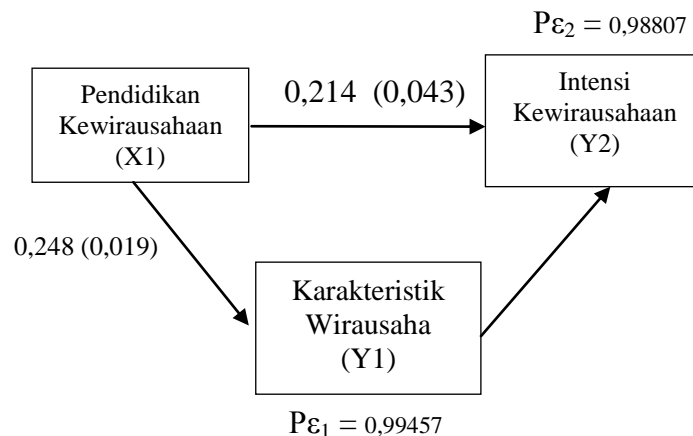 Pε₂ = 0,98807
Pendidikan
Kewirausahaan
(X1)
0,214 (0,043)
Intensi
Kewirausahaan
(Y2)
0,248 (0,019)
Karakteristik
Wirausaha
(Y1)
Pε₁ = 0,99457